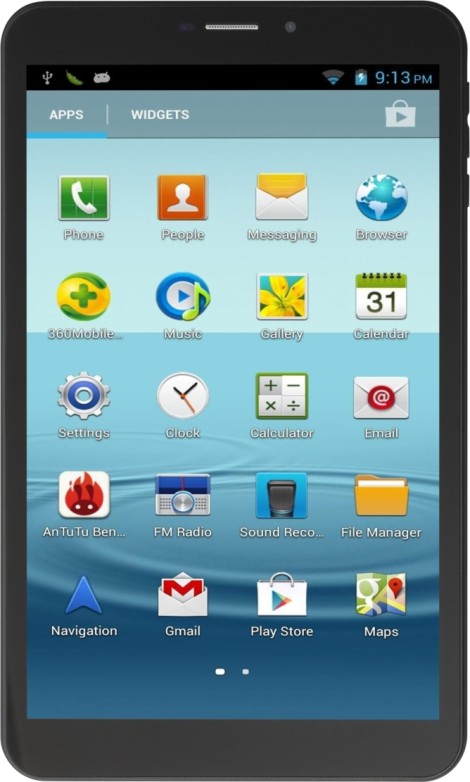 9:13 PM
APPS WIDGETS
Phone People Messaging Browser
360Mobile... Music Gallery Calendar
31
Settings Clock Calculator Email
AnTuTu Ben... FM Radio Sound Reco... File Manager
Navigation Gmail Play Store Maps